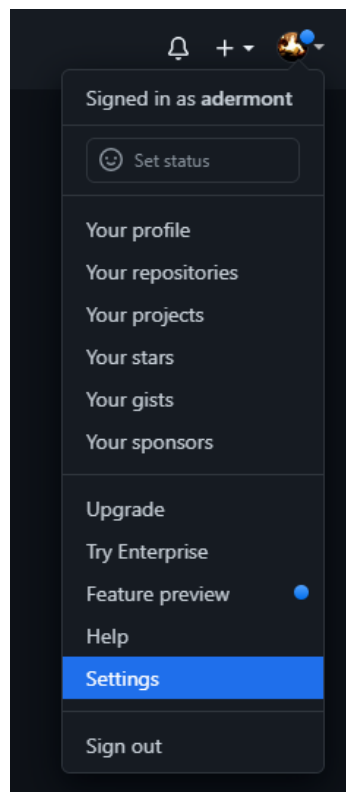 Signed in as adermont
Set status
Your profile
Your repositories
Your projects
Your stars
Your gists
Your sponsors
Upgrade
Try Enterprise
Feature preview
Help
Settings
Sign out